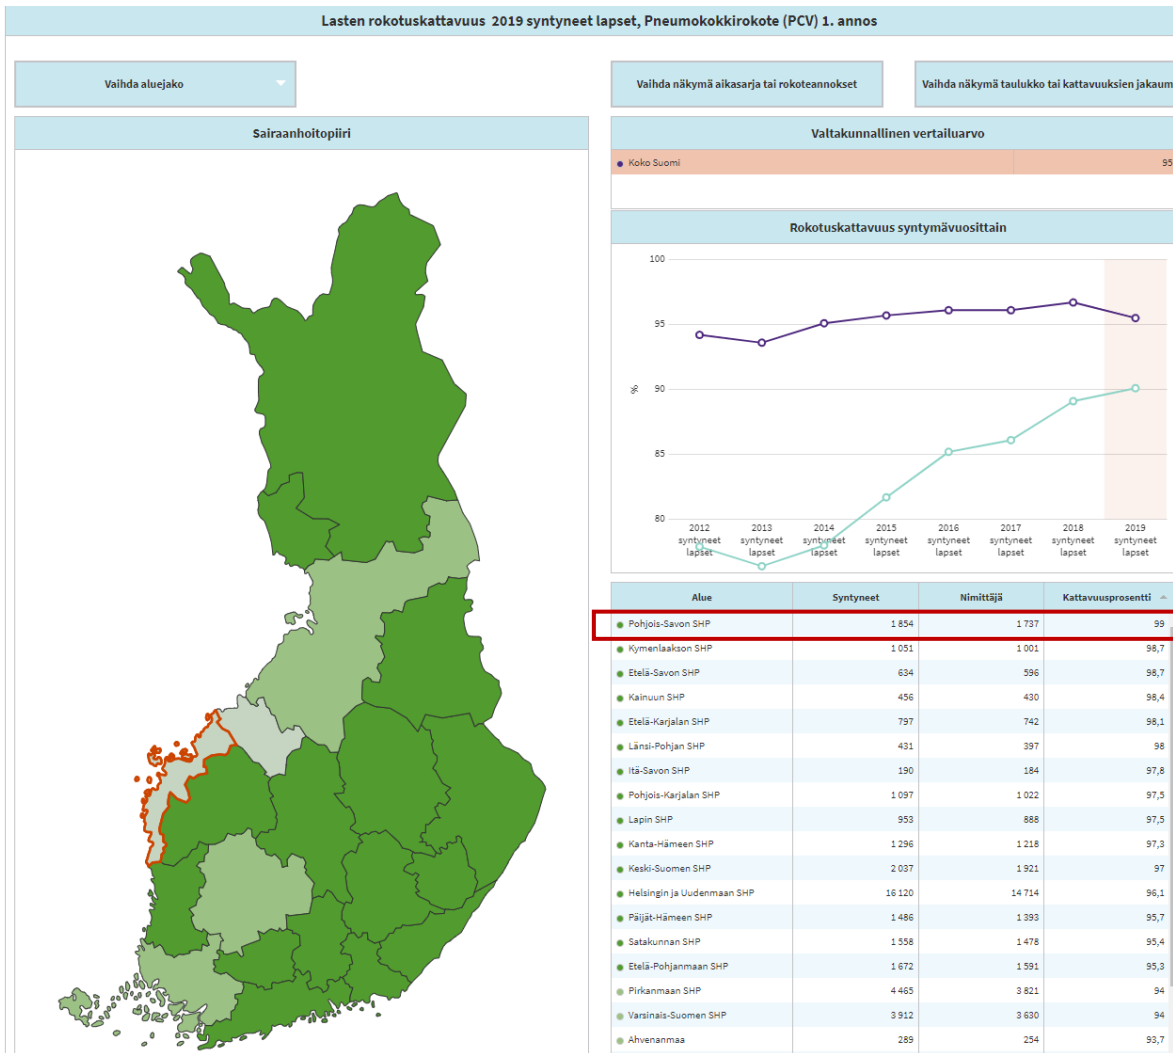 Lasten rokotuskattavuus 2019 syntyneet lapset, Pneumokokkirokote (PCV) 1. annos
Vaihda aluejako
Vaihda näkymä aikasarja tai rokoteannokset
Vaihda näkymä taulukko tai kattavuuksien jakaum
Sairaanhoitopiiri
Valtakunnallinen vertailuarvo
Koko Suomi 95
Rokotuskattavuus syntymävuosittain
100
95
%
90
85
80
2012 2013 2014 2015 2016 2017 2018 2019
syntyneet syntyneet syntyneet syntyneet syntyneet syntyneet syntyneet syntyneet
lapset lapset lapset lapset lapset lapset lapset lapset
Alue Syntyneet Nimittäjä Kattavuusprosentti
Pohjois-Savon SHP 1 854 1 737 99
Kymenlaakson SHP 1 051 1 001 98,7
Etelä-Savon SHP 634 596 98,7
Kainuun SHP 456 430 98,4
Etelä-Karjalan SHP 797 742 98,1
Länsi-Pohjan SHP 431 397 98
Itä-Savon SHP 190 184 97,8
Pohjois-Karjalan SHP 1 097 1 022 97,5
Lapin SHP 953 888 97,5
Kanta-Hämeen SHP 1 296 1 218 97,3
Keski-Suomen SHP 2 037 1 921 97
Helsingin ja Uudenmaan SHP 16 120 14 714 96,1
Päijät-Hämeen SHP 1 486 1 393 95,7
Satakunnan SHP 1 558 1 478 95,4
Etelä-Pohjanmaan SHP 1 672 1 591 95,3
Pirkanmaan SHP 4 465 3 821 94
Varsinais-Suomen SHP 3 912 3 630 94
Ahvenanmaa 289 254 93,7